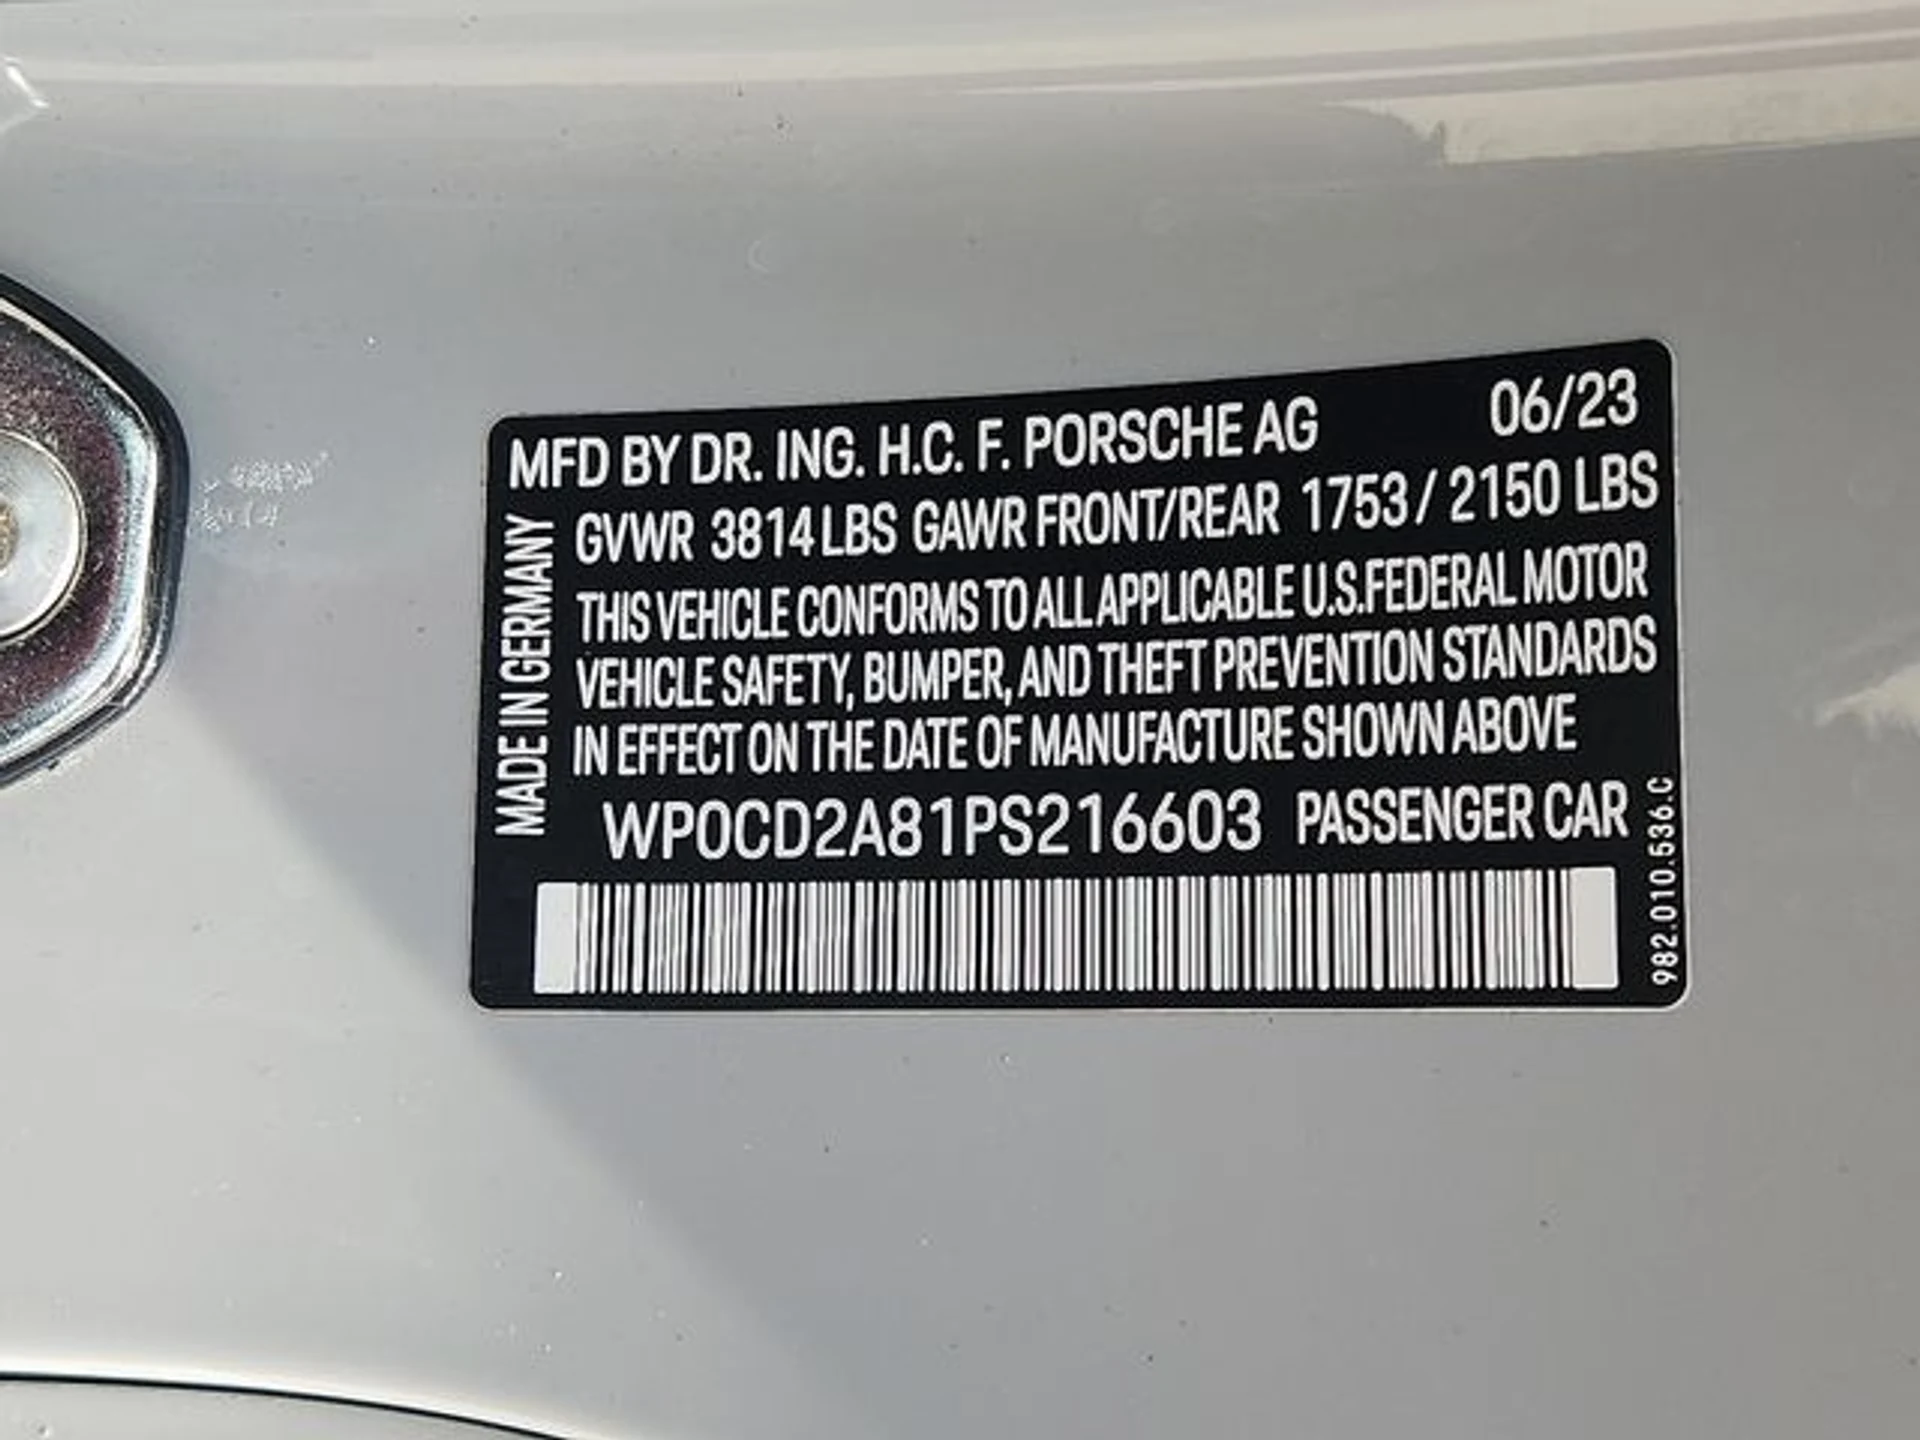 MFD BY DR. ING. H.C. F. PORSCHE AG 06/23
GVWR 3814 LBS GAWR FRONT/REAR 1753 / 2150 LBS
THIS VEHICLE CONFORMS TO ALL APPLICABLE U.S.FEDERAL MOTOR
VEHICLE SAFETY, BUMPER, AND THEFT PREVENTION STANDARDS
IN EFFECT ON THE DATE OF MANUFACTURE SHOWN ABOVE
WP0CD2A81PS216603 PASSENGER CAR
MADE IN GERMANY
982.010.536.C